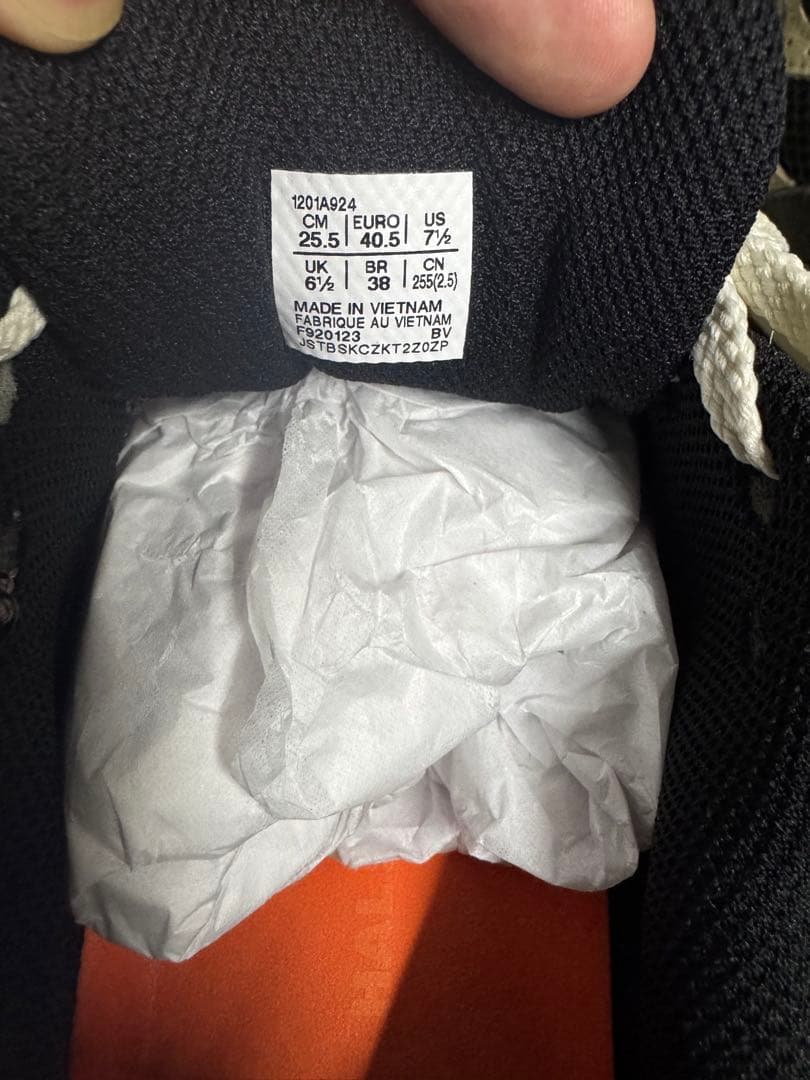 1201A924
CM | EURO | US
25.5 | 40.5 | 7½
UK | BR | CN
6½ | 38 | 255(2.5)
MADE IN VIETNAM
FABRIQUE AU VIETNAM
F920123 BV
JSTBSKCZKT2Z0ZP